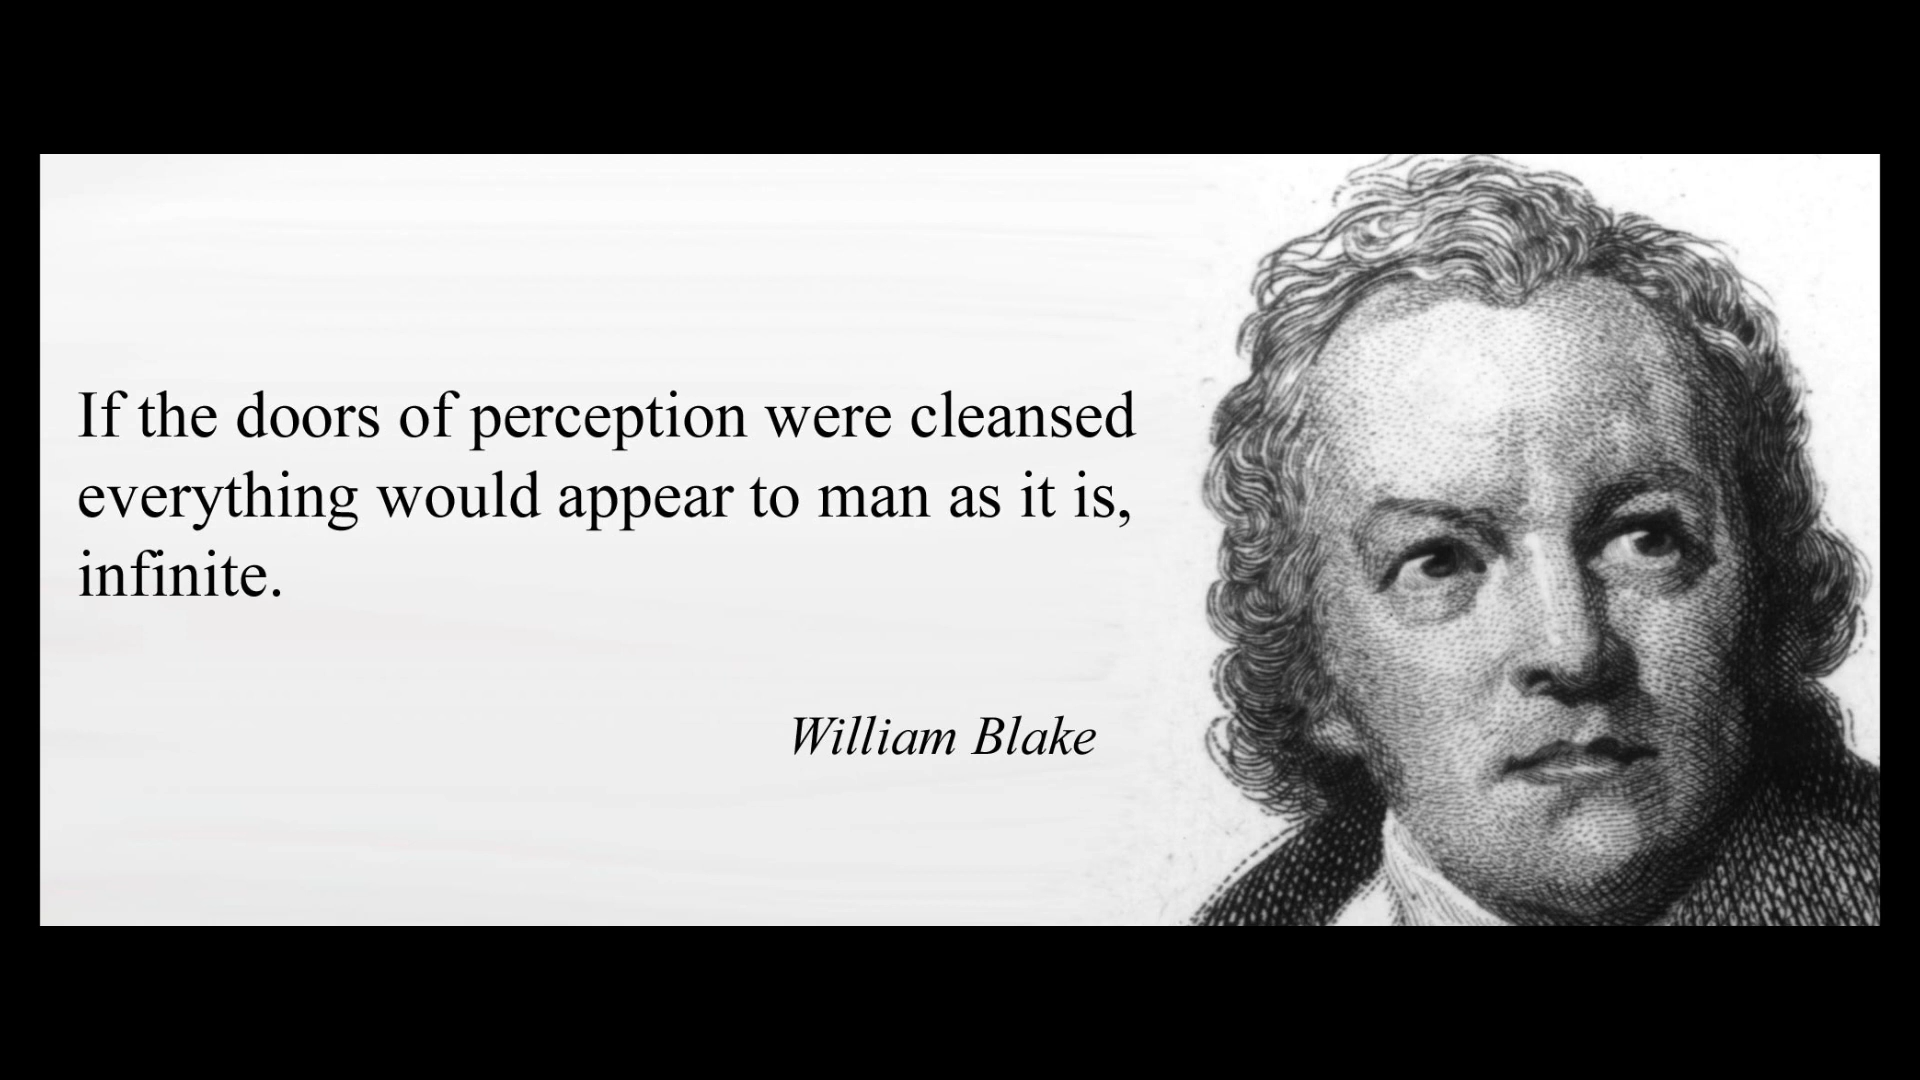 If the doors of perception were cleansed
everything would appear to man as it is,
infinite.
William Blake